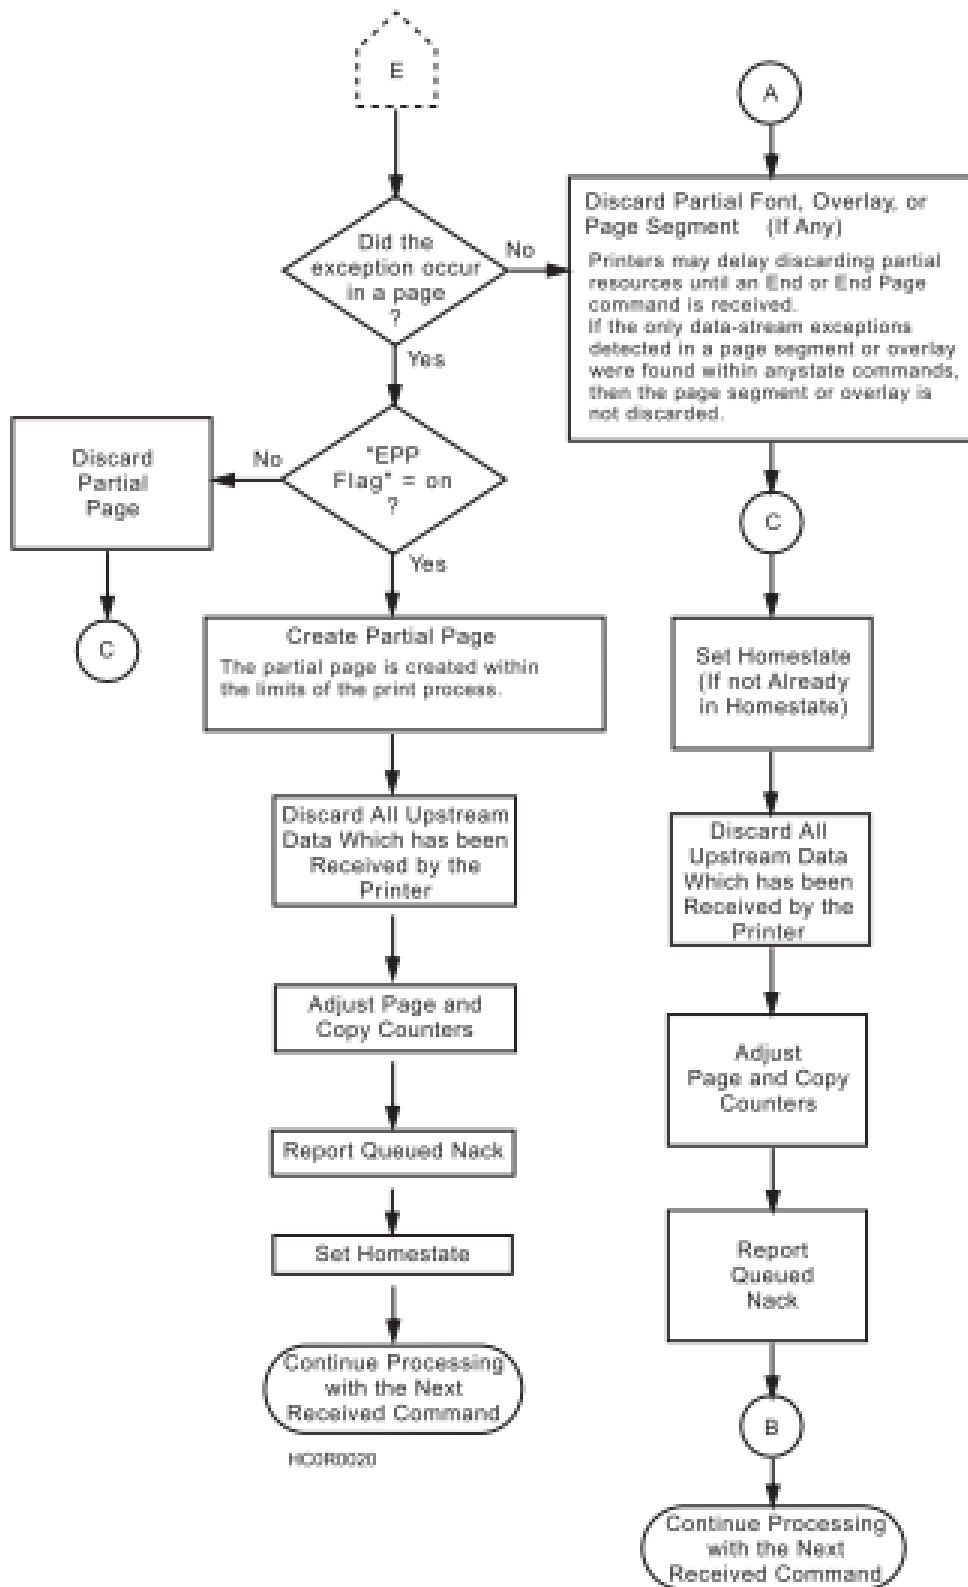 E
A
Did the
exception occur
in a page
?
No
Yes
Discard Partial Font, Overlay, or
Page Segment (If Any)
Printers may delay discarding partial
resources until an End or End Page
command is received.
If the only data-stream exceptions
detected in a page segment or overlay
were found within anystate commands,
then the page segment or overlay is
not discarded.
"EPP
Flag" = on
?
No
Yes
Discard
Partial
Page
C
C
Create Partial Page
The partial page is created within
the limits of the print process.
Set Homestate
(If not Already
in Homestate)
Discard All Upstream
Data Which has been
Received by the
Printer
Discard All
Upstream Data
Which has been
Received by the
Printer
Adjust Page and
Copy Counters
Adjust
Page and Copy
Counters
Report Queued Nack
Report
Queued
Nack
Set Homestate
Continue Processing
with the Next
Received Command
HC0R0020
B
Continue Processing
with the Next
Received Command